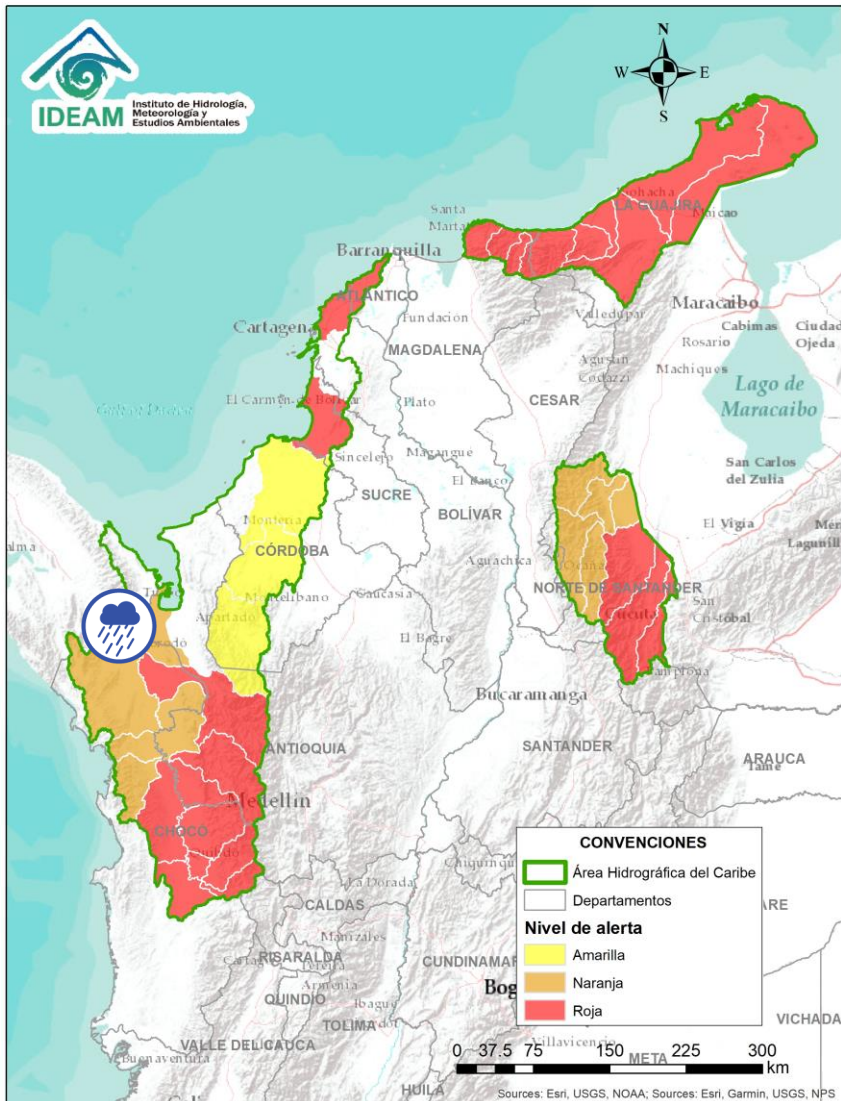 IDEAM
Instituto de Hidrología,
Meteorología y
Estudios Ambientales
N
W
E
S
LA GUAJIRA
Maicao
Santa
Marta
Barranquilla
ATLÁNTICO
Cartagena
Fundación
Valledupar
Maracaibo
Cabimas
Ciudad
Ojeda
Rosario
MAGDALENA
Machiques
Agustín
Codazzi
Lago de
Maracaibo
El Carmen de Bolívar
Plato
CESAR
Sincelejo
Magangué
San Carlos
del Zulia
El Banco
SUCRE
BOLÍVAR
Montería
El Vigía
CÓRDOBA
Aguachica
Ocaña
NORTE DE SANTANDER
Montelíbano
Caucasia
Apartadó
Cúcuta
San
Cristóbal
El Bagre
Bucaramanga
ANTIOQUIA
SANTANDER
ARAUCA
Tame
Medellín
CHOCÓ
Quibdó
La Dorada
CALDAS
Manizales
RISARALDA
Pereira
CUNDINAMAR
Armenia
QUINDIO
Ibagué
Bog
TOLIMA
VALLE DEL CAUCA
Buenaventura
Villavicencio
META
VICHADA
HUILA
CONVENCIONES
Área Hidrográfica del Caribe
Departamentos
Nivel de alerta
Amarilla
Naranja
Roja
0 37.5 75 150 225 300
km
Sources: Esri, USGS, NOAA; Sources: Esri, Garmin, USGS, NPS